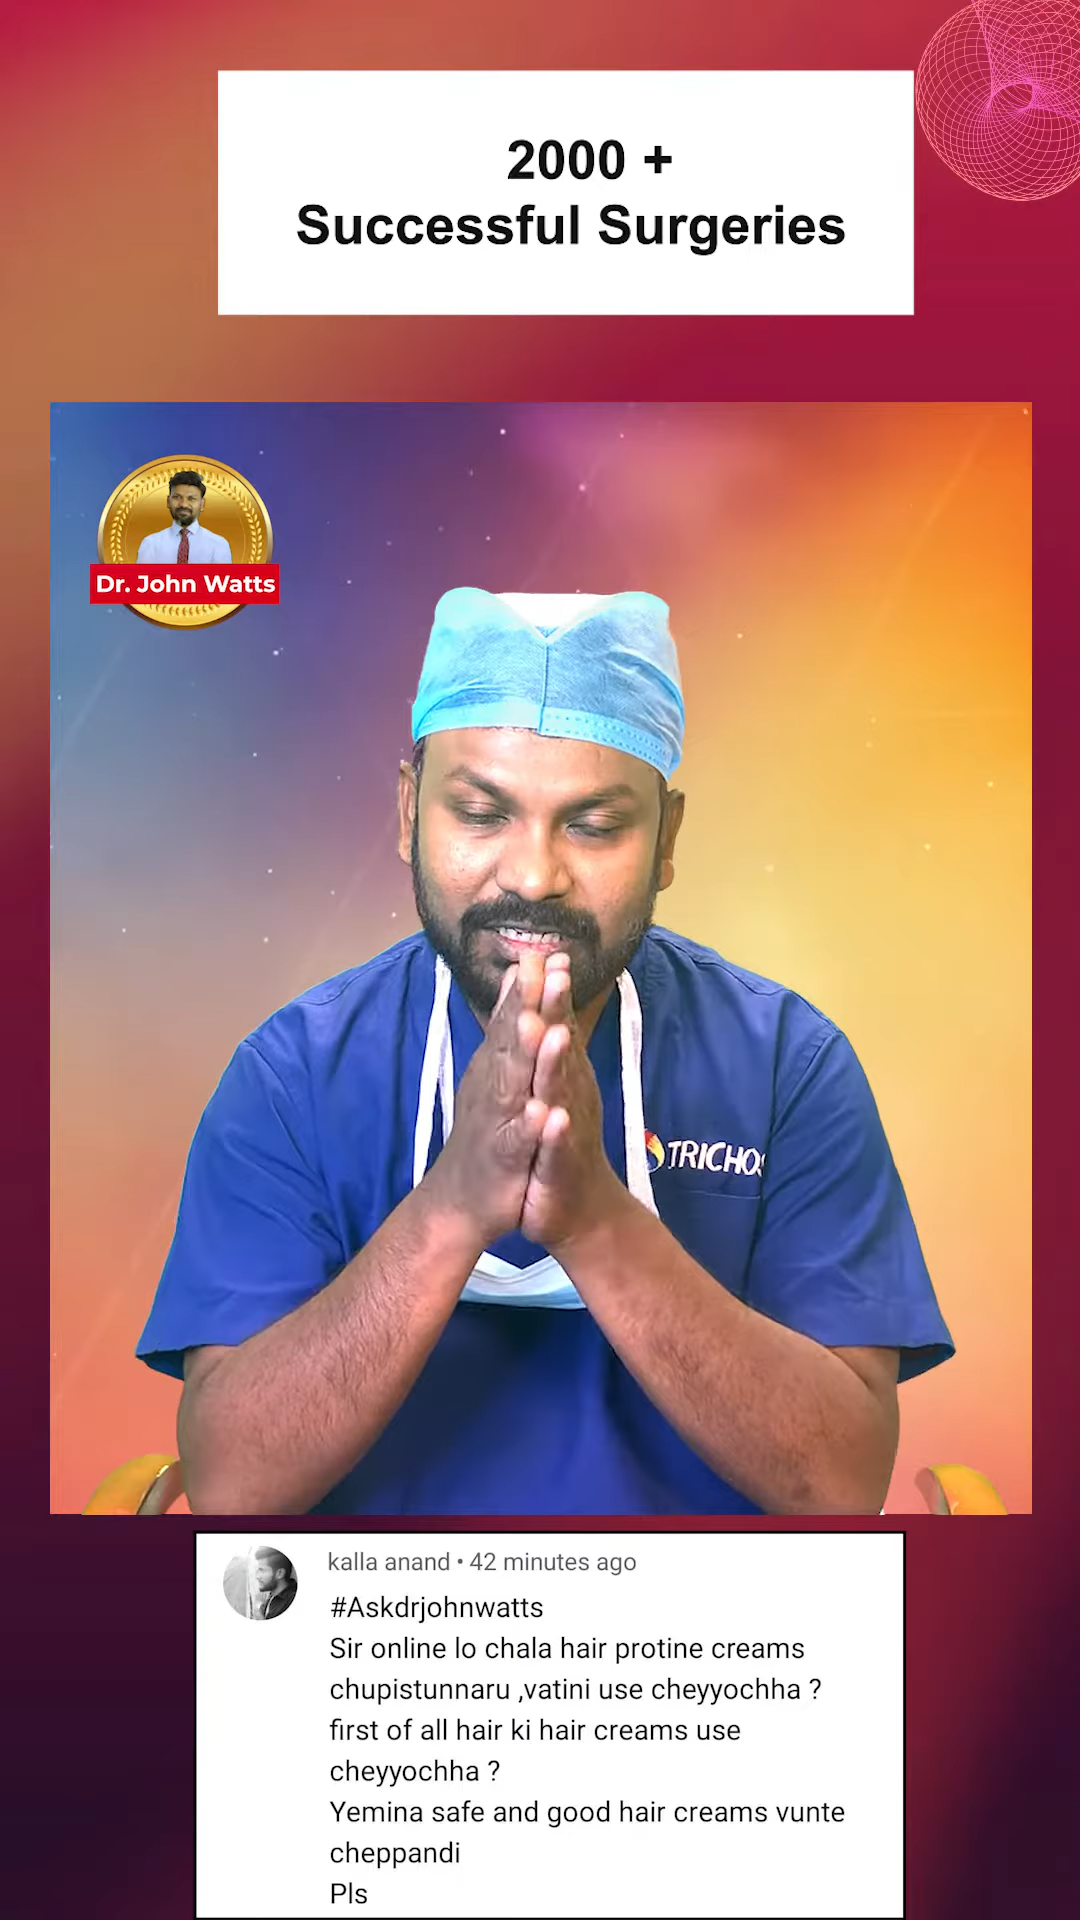 2000 +
Successful Surgeries
Dr. John Watts
TRICHOS
kalla anand • 42 minutes ago
#Askdrjohnwatts
Sir online lo chala hair protine creams
chupistunnaru ,vatini use cheyyochha ?
first of all hair ki hair creams use
cheyyochha ?
Yemina safe and good hair creams vunte
cheppandi
Pls